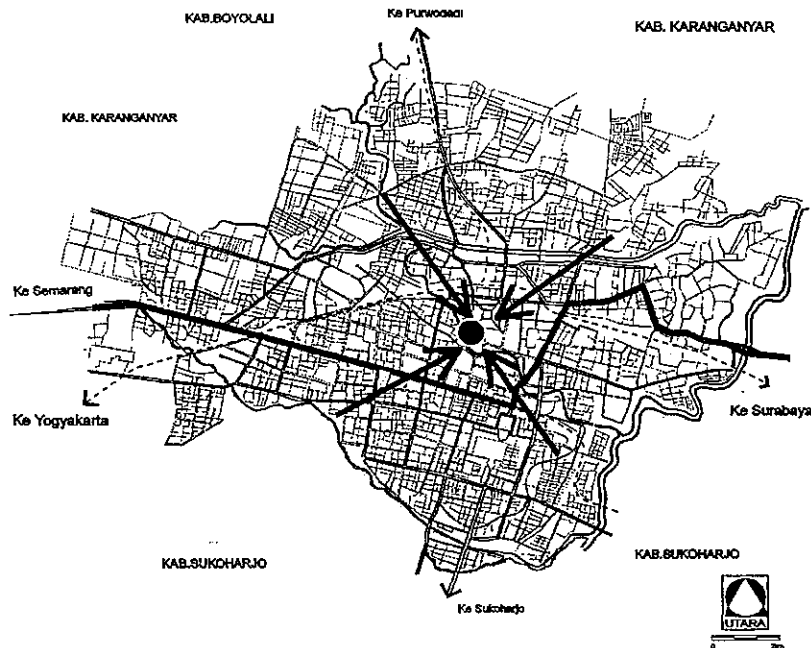 KAB.BOYOLALI
Ke Purwodadi
KAB. KARANGANYAR
KAB. KARANGANYAR
Ke Semarang
Ke Yogyakarta
Ke Surabaya
KAB.SUKOHARJO
KAB.SUKOHARJO
Ke Sukoharjo
UTARA
0